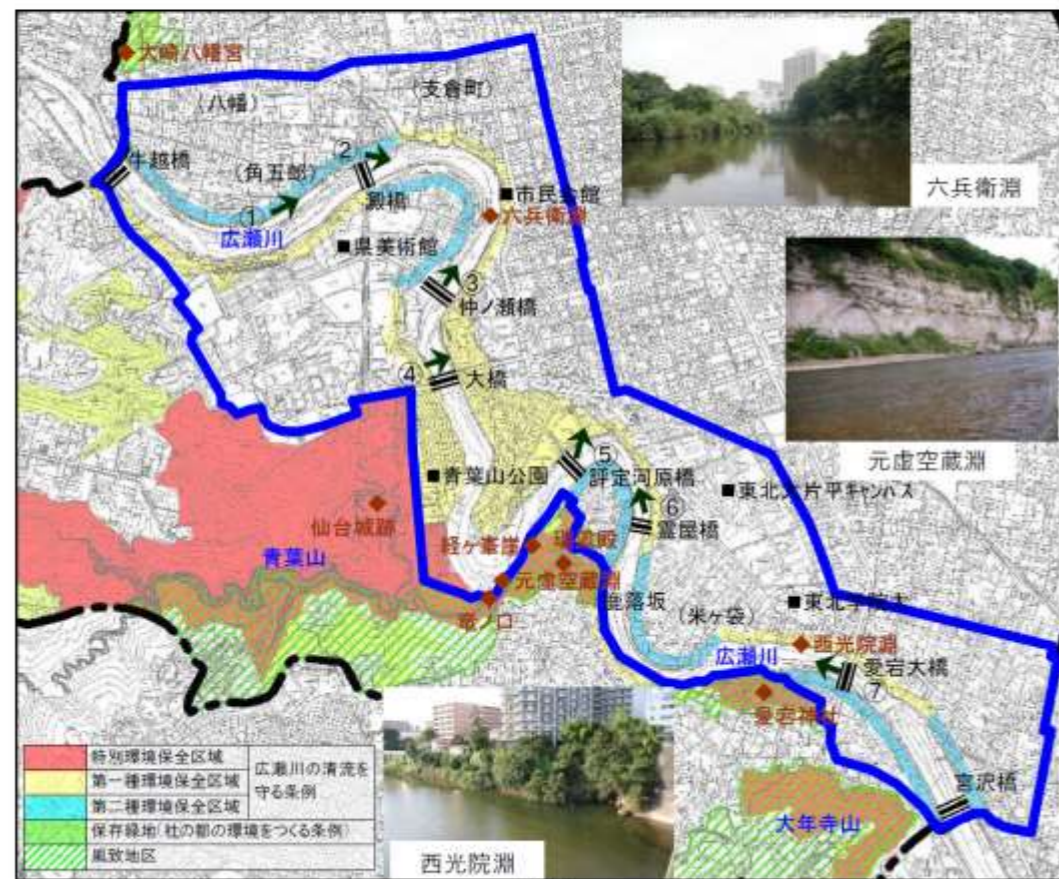 大崎八幡宮
(八幡)
(支倉町)
牛越橋
(角五郎)
①
②
澱橋
広瀬川
■市民会館
六兵衛淵
■県美術館
③
仲ノ瀬橋
④
大橋
六兵衛淵
元虚空蔵淵
■青葉山公園
⑤
評定河原橋
■東北大片平キャンパス
⑥
霊屋橋
仙台城跡
青葉山
経ヶ峯崖
瑞鳳殿
元虚空蔵淵
竜ノ口
鹿落坂
(米ヶ袋)
■東北学院大
西光院淵
広瀬川
愛宕大橋
⑦
愛宕神社
宮沢橋
大年寺山
西光院淵
特別環境保全区域
第一種環境保全区域
第二種環境保全区域
広瀬川の清流を
守る条例
保存緑地(杜の都の環境をつくる条例)
風致地区